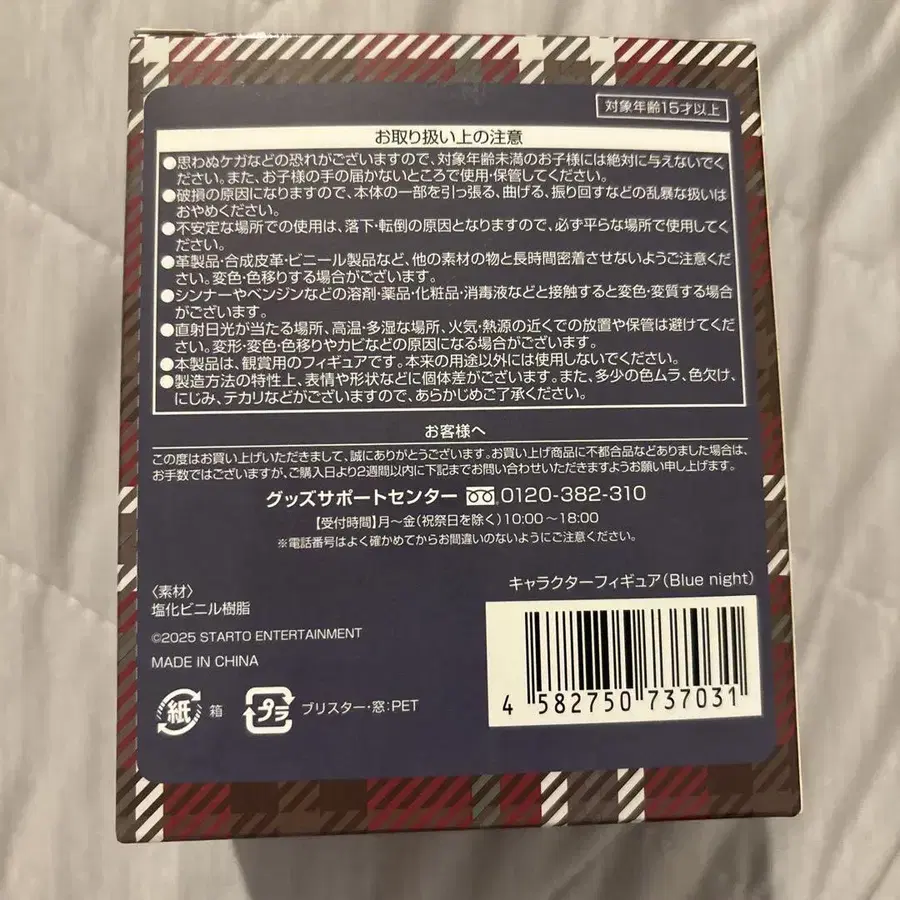 対象年齢15才以上
お取り扱い上の注意
●思わぬケガなどの恐れがございますので、対象年齢未満のお子様には絶対に与えないでく
ださい。また、お子様の手の届かないところで使用・保管してください。
●破損の原因になりますので、本体の一部を引っ張る、曲げる、振り回すなどの乱暴な扱いは
おやめください。
●不安定な場所での使用は、落下・転倒の原因となりますので、必ず平らな場所で使用してく
ださい。
●革製品・合成皮革・ビニール製品など、他の素材の物と長時間密着させないようご注意くだ
さい。変色・色移りする場合がございます。
●シンナーやベンジンなどの溶剤・薬品・化粧品・消毒液などと接触すると変色・変質する場合
がございます。
●直射日光が当たる場所、高温・多湿な場所、火気・熱源の近くでの放置や保管は避けてくだ
さい。変形・変色・色移りやカビなどの原因になる場合がございます。
●本製品は、観賞用のフィギュアです。本来の用途以外には使用しないでください。
●製造方法の特性上、表情や形状などに個体差がございます。また、多少の色ムラ、色欠け、
にじみ、テカリなどがございますので、あらかじめご了承ください。
お客様へ
この度はお買い上げいただきまして、誠にありがとうございます。お買い上げ商品に不都合品などありました場合は、
お手数ではございますが、ご購入日より2週間以内に下記までお問い合わせいただきますようお願い申し上げます。
グッズサポートセンター 0120-382-310
【受付時間】月～金(祝祭日を除く)10:00～18:00
※電話番号はよく確かめてからお間違いのないようにご注意ください。
〈素材〉
塩化ビニル樹脂
©2025 STARTO ENTERTAINMENT
MADE IN CHINA
紙 箱 プラ ブリスター・窓:PET
キャラクターフィギュア(Blue night)
4 582750 737031